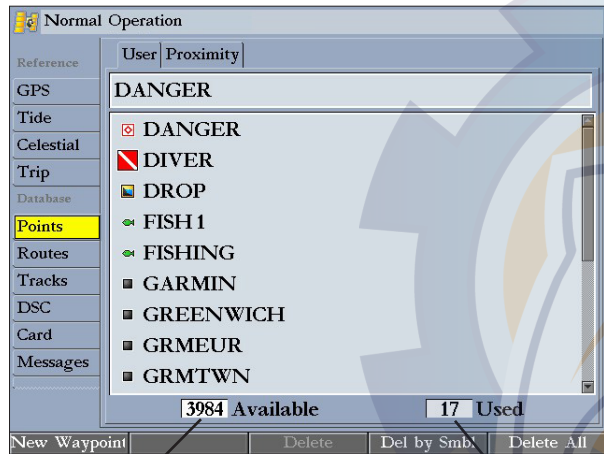 Normal Operation
Reference
GPS
Tide
Celestial
Trip
Database
Points
Routes
Tracks
DSC
Card
Messages
User Proximity
DANGER
DANGER
DIVER
DROP
FISH 1
FISHING
GARMIN
GREENWICH
GRMEUR
GRMTWN
3984 Available 17 Used
New Waypoint Delete Del by Smbl Delete All